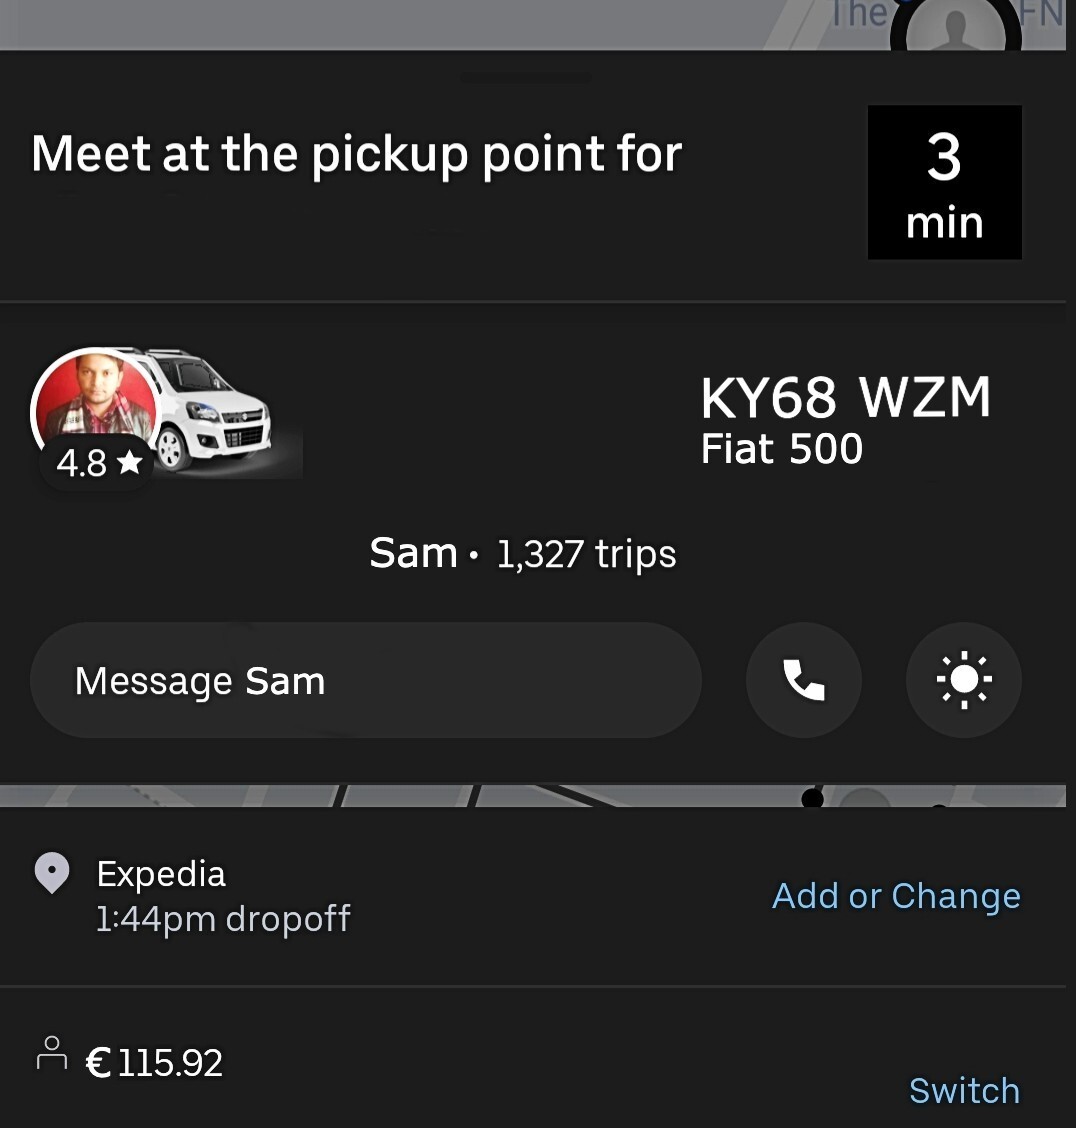 The
FN
Meet at the pickup point for
3
min
KY68 WZM
Fiat 500
4.8 ★
Sam • 1,327 trips
Message Sam
Expedia
1:44pm dropoff
Add or Change
€115.92
Switch